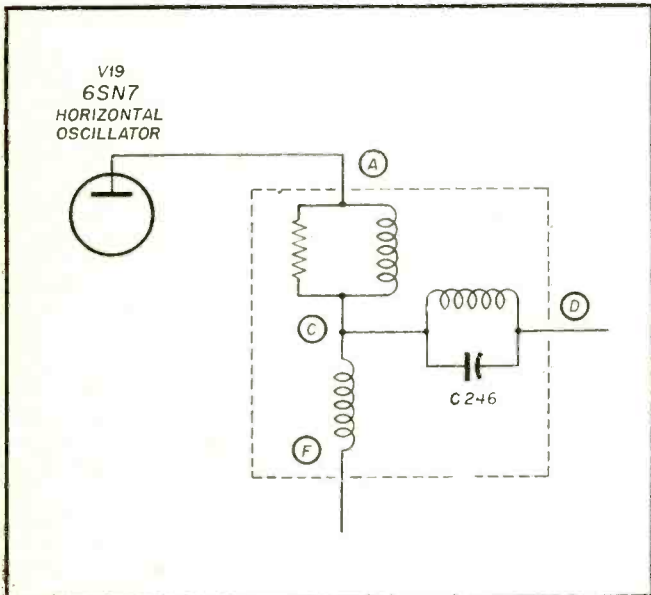 V19
6SN7
HORIZONTAL
OSCILLATOR
A
C
D
C246
F